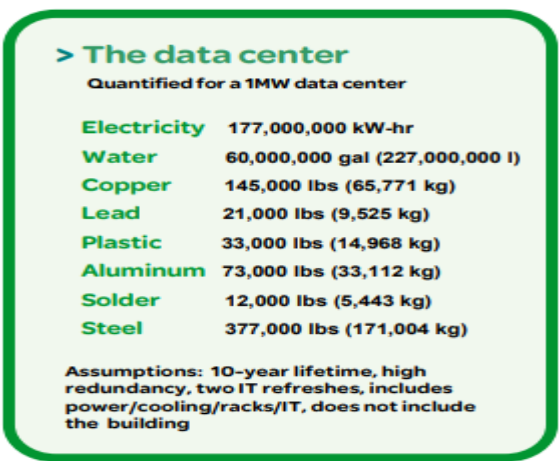 > The data center
Quantified for a 1MW data center
Electricity 177,000,000 kW-hr
Water 60,000,000 gal (227,000,000 l)
Copper 145,000 lbs (65,771 kg)
Lead 21,000 lbs (9,525 kg)
Plastic 33,000 lbs (14,968 kg)
Aluminum 73,000 lbs (33,112 kg)
Solder 12,000 lbs (5,443 kg)
Steel 377,000 lbs (171,004 kg)
Assumptions: 10-year lifetime, high
redundancy, two IT refreshes, includes
power/cooling/racks/IT, does not include
the building